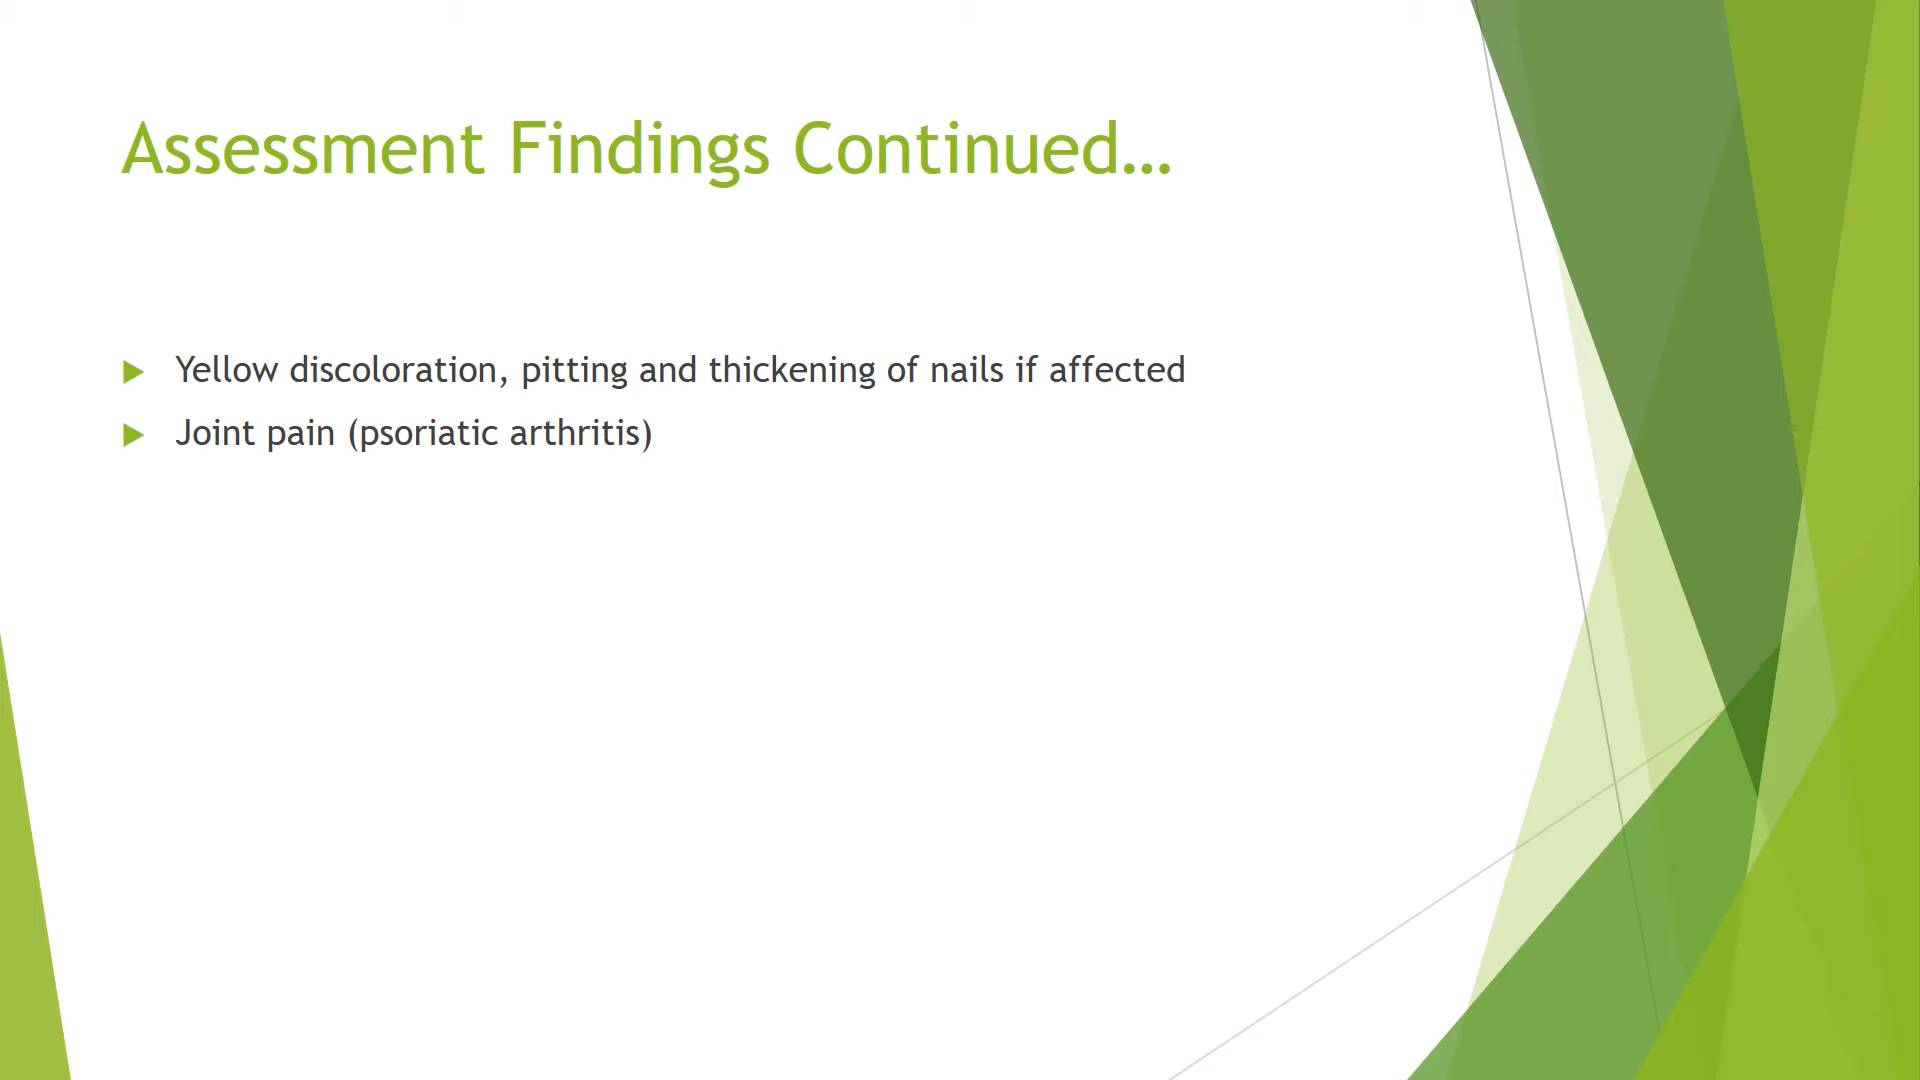 Assessment Findings Continued…
Yellow discoloration, pitting and thickening of nails if affected
Joint pain (psoriatic arthritis)